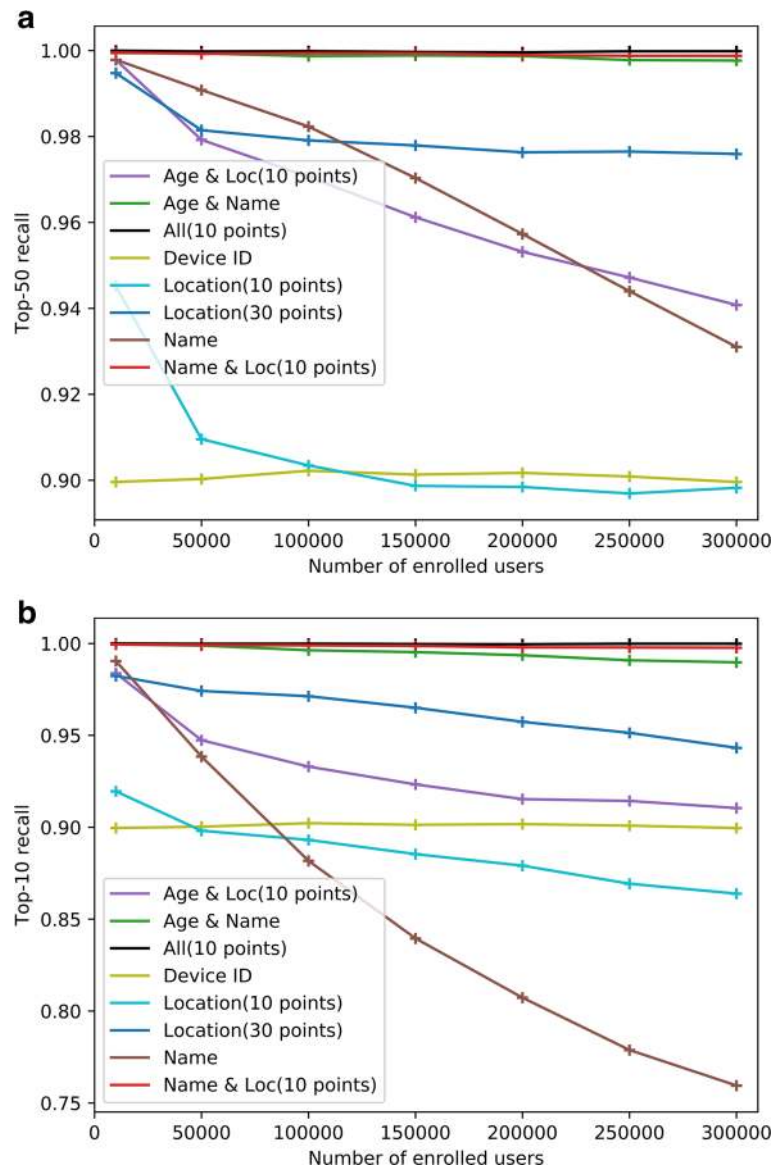 a
1.00
0.98
0.96
0.94
0.92
0.90
Top-50 recall
Age & Loc(10 points)
Age & Name
All(10 points)
Device ID
Location(10 points)
Location(30 points)
Name
Name & Loc(10 points)
0 50000 100000 150000 200000 250000 300000
Number of enrolled users
b
1.00
0.95
0.90
0.85
0.80
0.75
Top-10 recall
Age & Loc(10 points)
Age & Name
All(10 points)
Device ID
Location(10 points)
Location(30 points)
Name
Name & Loc(10 points)
0 50000 100000 150000 200000 250000 300000
Number of enrolled users